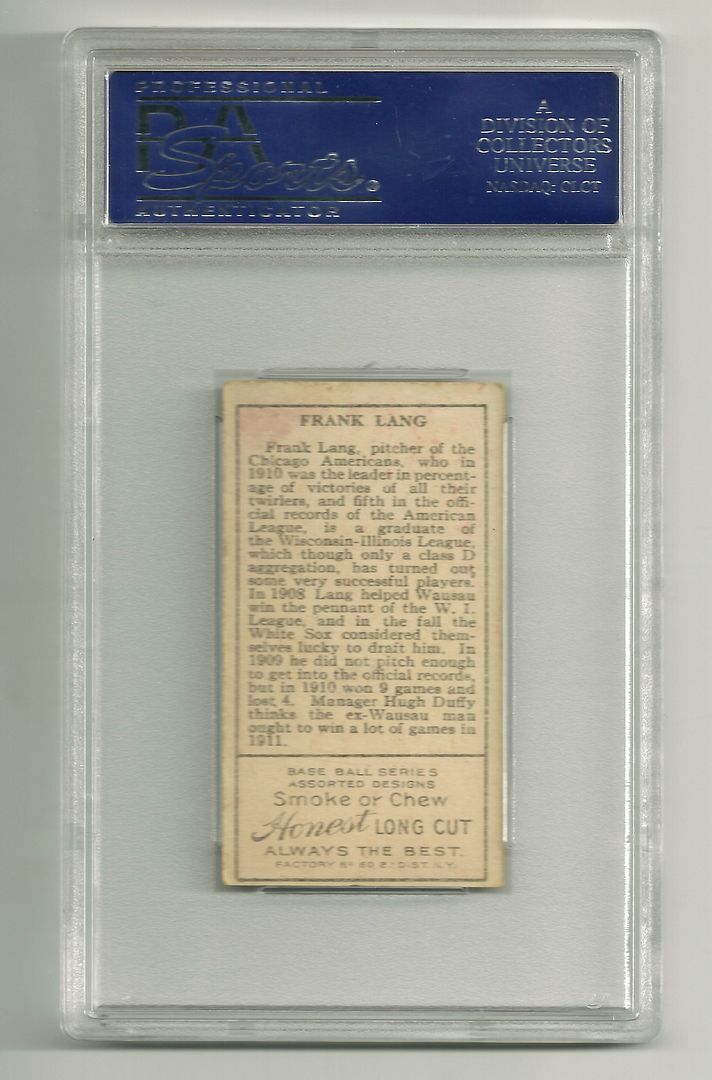 PROFESSIONAL
PSA
Sports
AUTHENTICATOR
A
DIVISION OF
COLLECTORS
UNIVERSE
NASDAQ: CLCT
FRANK LANG
Frank Lang, pitcher of the
Chicago Americans, who in
1910 was the leader in percent-
age of victories of all their
twirlers, and fifth in the offi-
cial records of the American
League, is a graduate of
the Wisconsin-Illinois League,
which though only a class D
aggregation, has turned out
some very successful players.
In 1908 Lang helped Wausau
win the pennant of the W. I.
League, and in the fall the
White Sox considered them-
selves lucky to draft him. In
1909 he did not pitch enough
to get into the official records,
but in 1910 won 9 games and
lost 4. Manager Hugh Duffy
thinks the ex-Wausau man
ought to win a lot of games in
1911.
BASE BALL SERIES
ASSORTED DESIGNS
Smoke or Chew
Honest LONG CUT
ALWAYS THE BEST.
FACTORY Nº 60, 2ⁿᵈ DIST. N.Y.